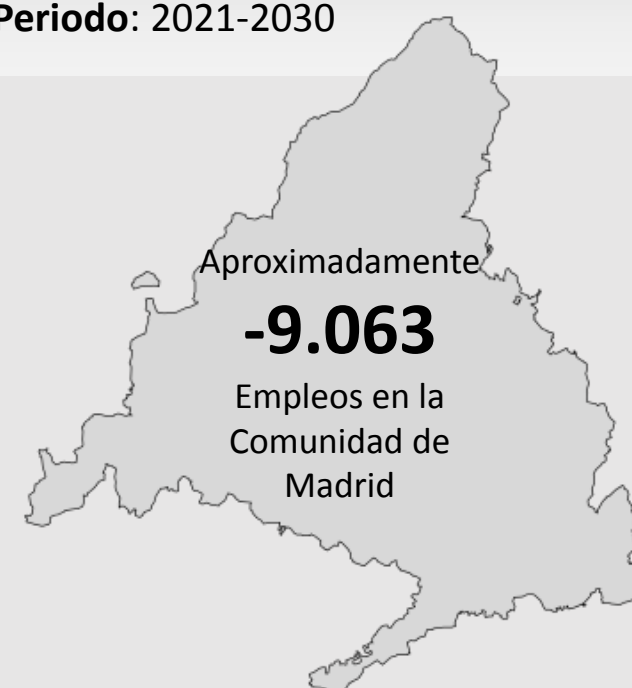 Periodo: 2021-2030
Aproximadamente
-9.063
Empleos en la
Comunidad de
Madrid